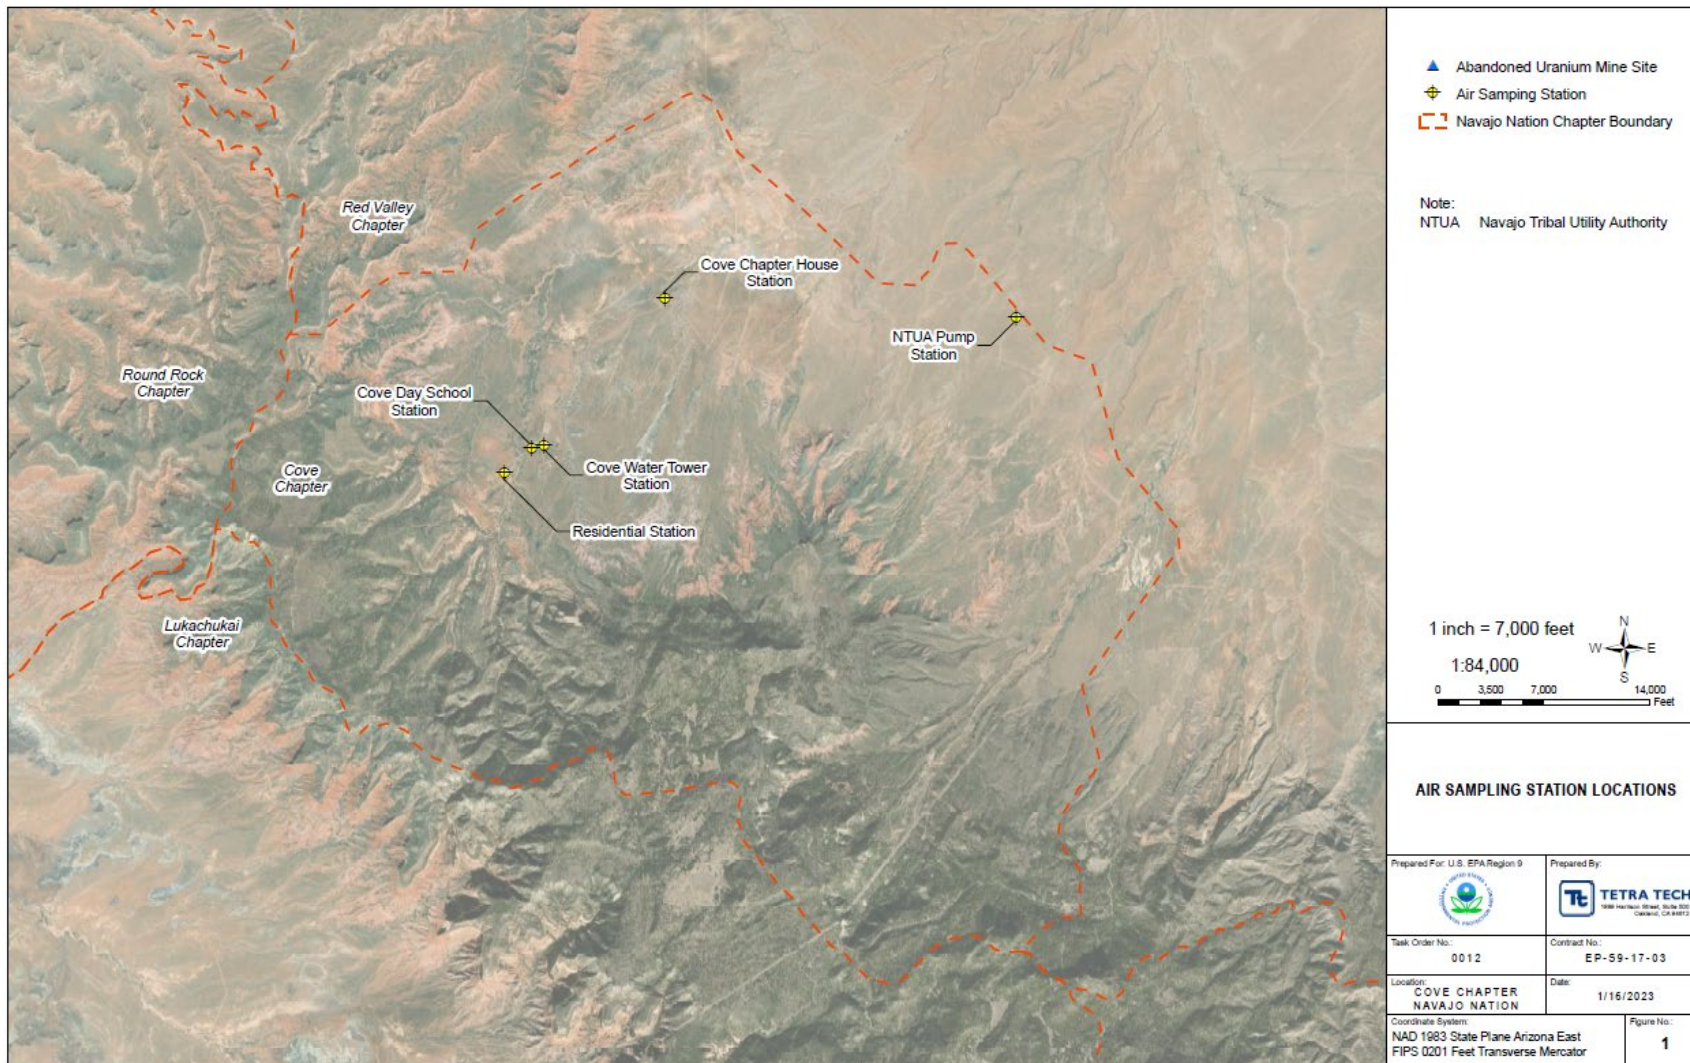 Red Valley
Chapter
Cove Chapter House
Station
NTUA Pump
Station
Round Rock
Chapter
Cove Day School
Station
Cove
Chapter
Cove Water Tower
Station
Residential Station
Lukachukai
Chapter
Abandoned Uranium Mine Site
Air Samping Station
Navajo Nation Chapter Boundary
Note:
NTUA Navajo Tribal Utility Authority
1 inch = 7,000 feet
1:84,000
N
W E
S
0 3,500 7,000 14,000
Feet
AIR SAMPLING STATION LOCATIONS
Prepared For: U.S. EPA Region 9
Prepared By:
TETRA TECH
Task Order No.:
0012
Contract No.:
EP-S9-17-03
Location:
COVE CHAPTER
NAVAJO NATION
Date:
1/16/2023
Coordinate System:
NAD 1983 State Plane Arizona East
FIPS 0201 Feet Transverse Mercator
Figure No.:
1